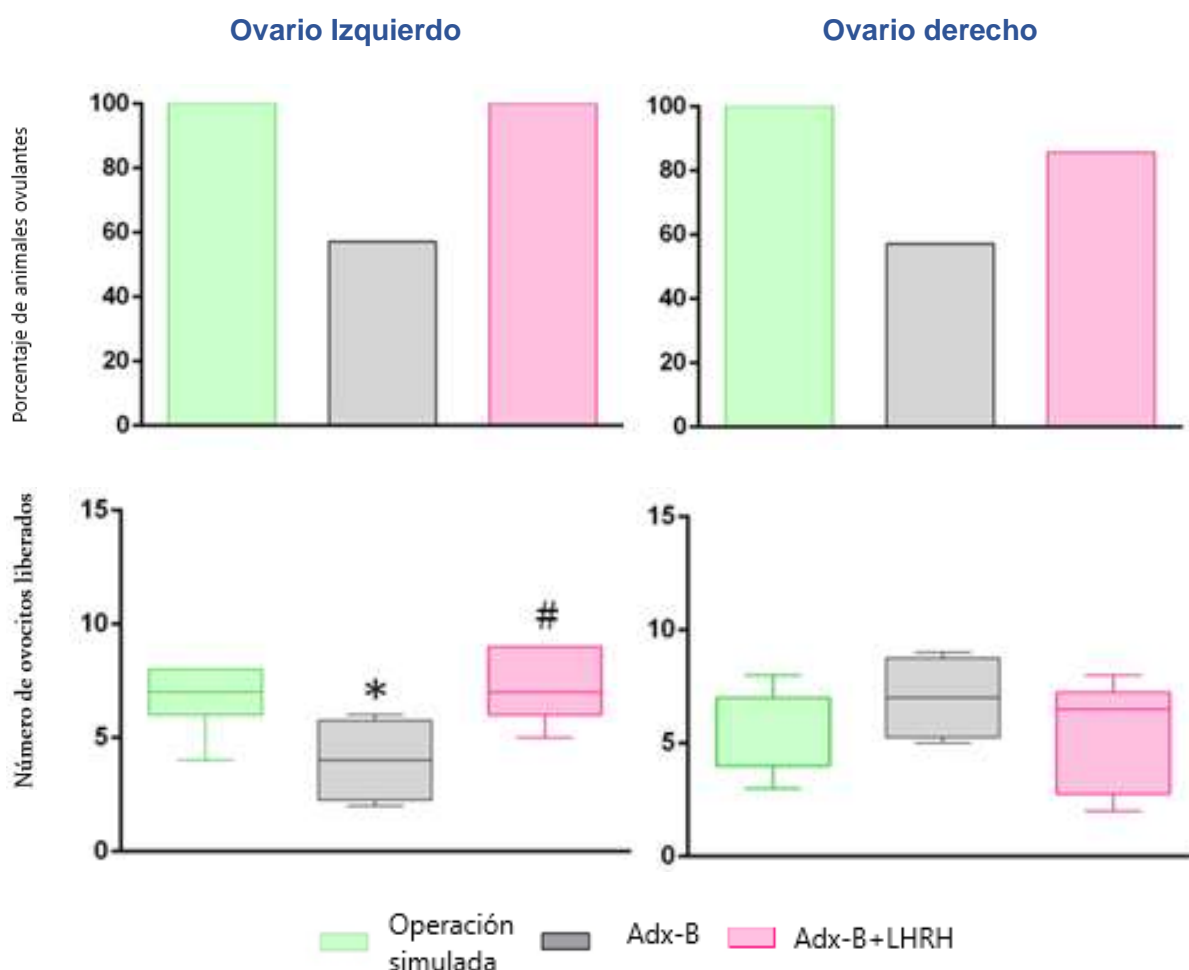 Ovario Izquierdo
Ovario derecho
Porcentaje de animales ovulantes
100
80
60
40
20
0
100
80
60
40
20
0
Número de ovocitos liberados
15
10
5
0
*
#
15
10
5
0
Operación
simulada
Adx-B
Adx-B+LHRH